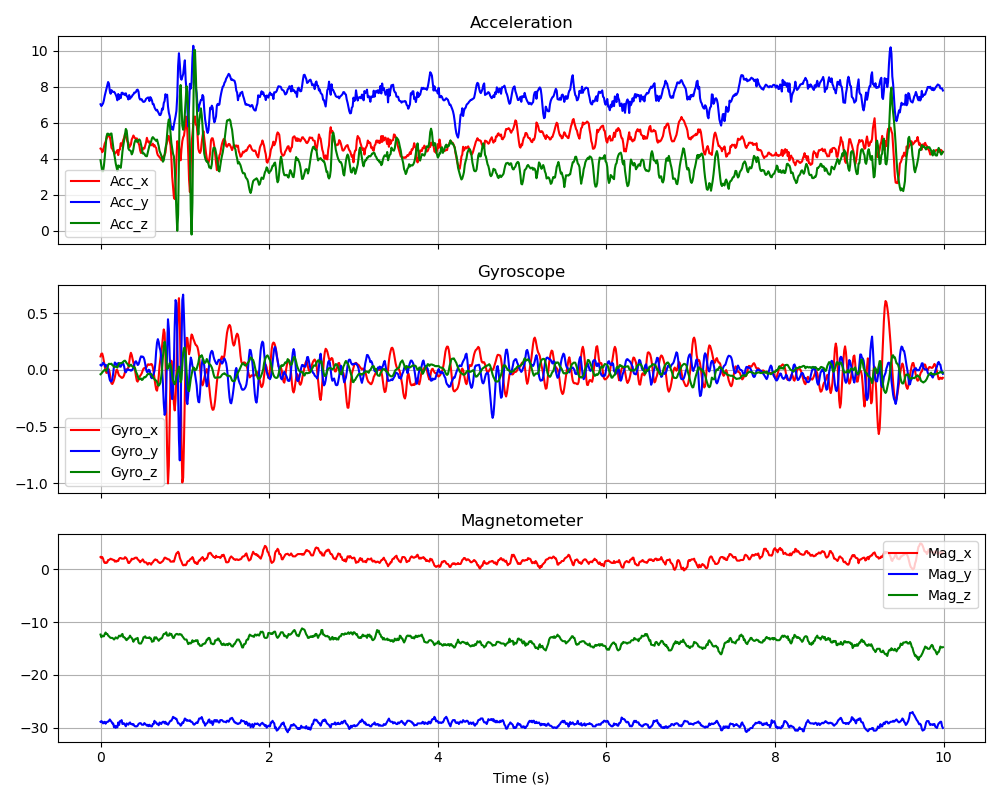 Acceleration
10
8
6
4
2
0
Acc_x
Acc_y
Acc_z
Gyroscope
0.5
0.0
−0.5
−1.0
Gyro_x
Gyro_y
Gyro_z
Magnetometer
0
−10
−20
−30
Mag_x
Mag_y
Mag_z
0 2 4 6 8 10
Time (s)